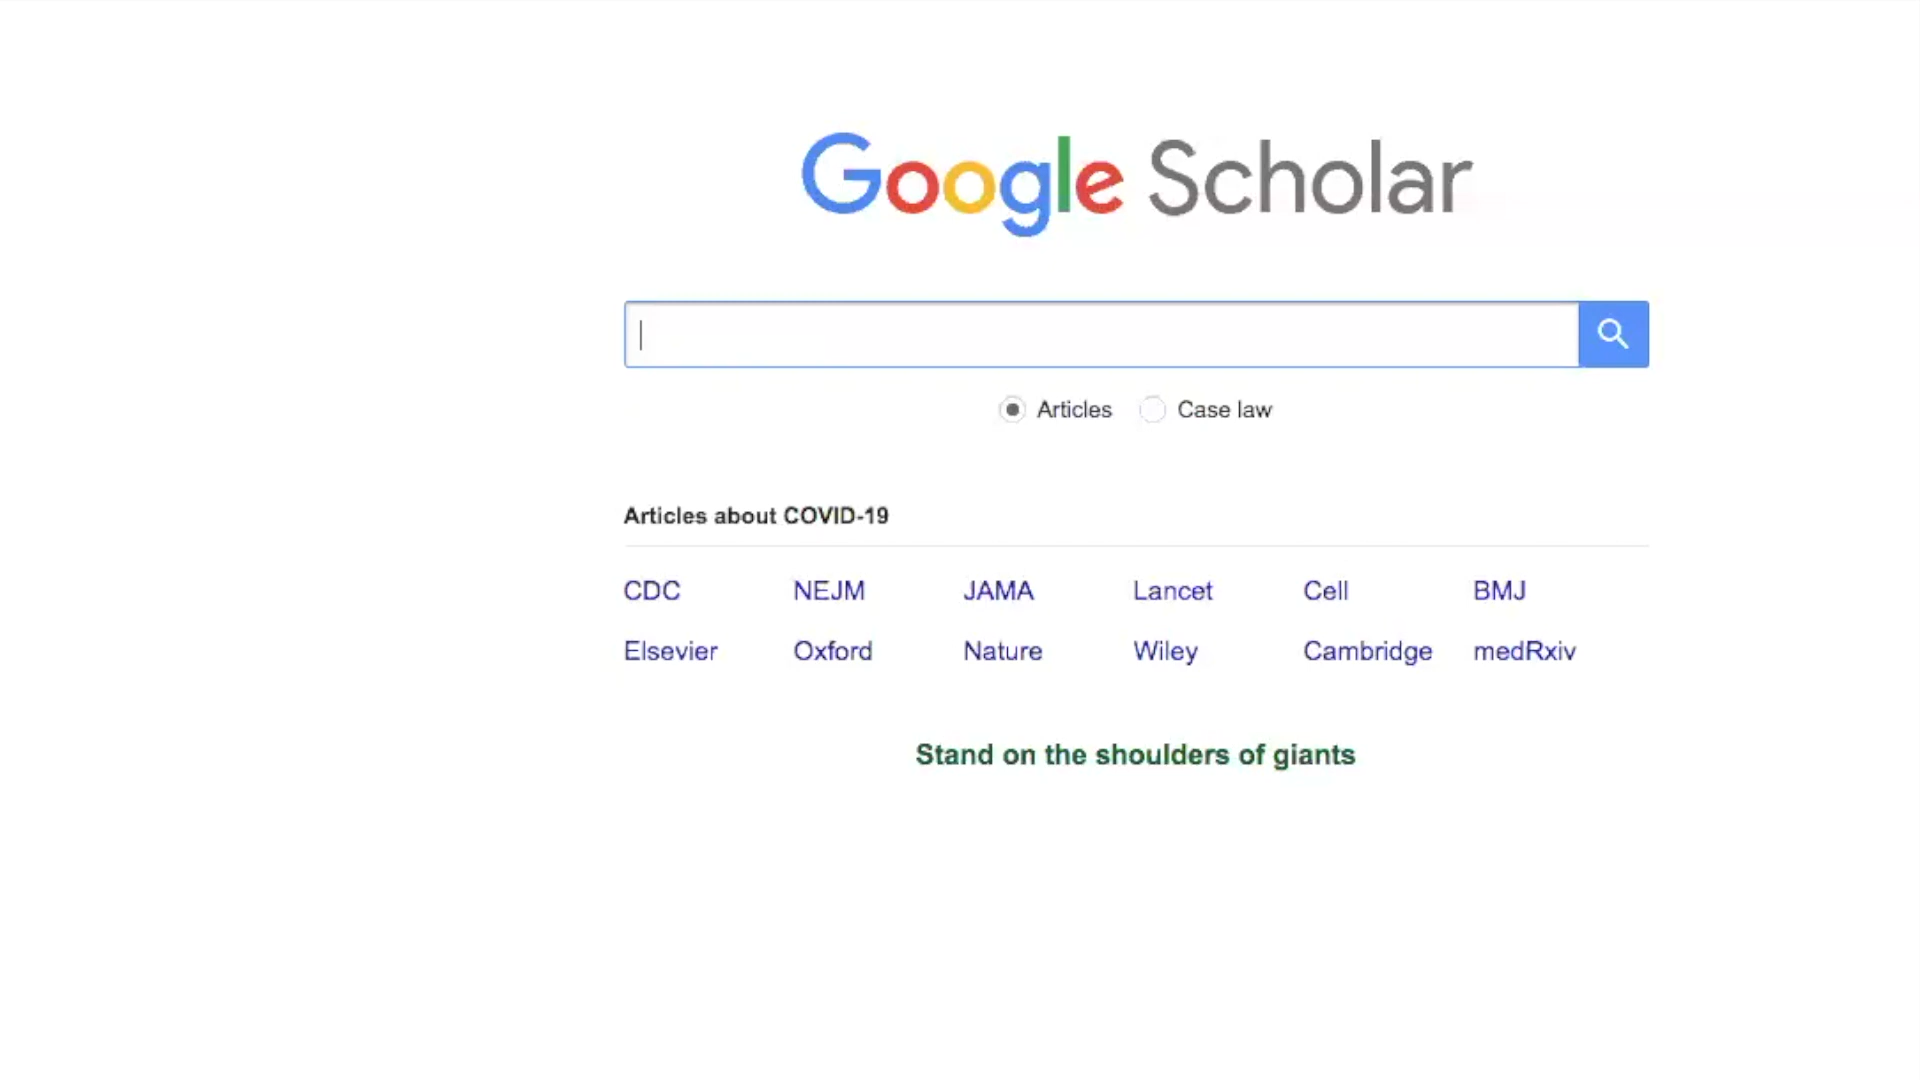 Google Scholar
Articles Case law
Articles about COVID-19
CDC NEJM JAMA Lancet Cell BMJ
Elsevier Oxford Nature Wiley Cambridge medRxiv
Stand on the shoulders of giants